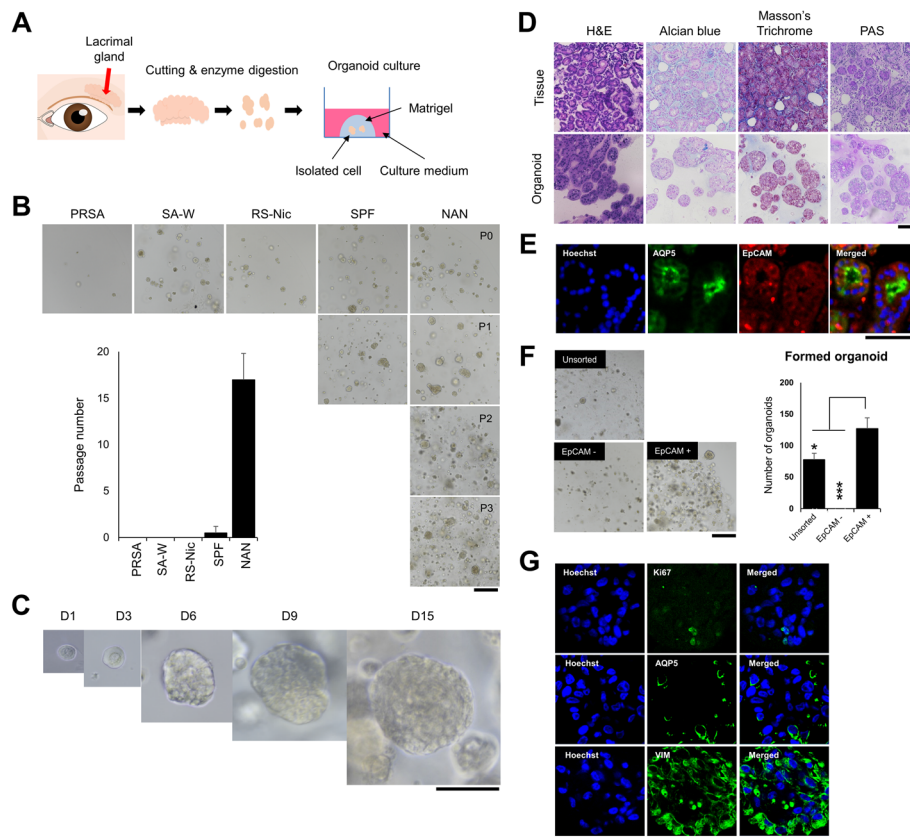 A
Lacrimal
gland
Cutting & enzyme digestion
Organoid culture
Matrigel
Isolated cell
Culture medium
B
PRSA
SA-W
RS-Nic
SPF
NAN
P0
P1
P2
P3
Passage number
20
15
10
5
0
PRSA
SA-W
RS-Nic
SPF
NAN
C
D1
D3
D6
D9
D15
D
H&E
Alcian blue
Masson's
Trichrome
PAS
Tissue
Organoid
E
Hoechst
AQP5
EpCAM
Merged
F
Unsorted
EpCAM -
EpCAM +
Formed organoid
Number of organoids
200
150
100
50
0
*
***
Unsorted
EpCAM -
EpCAM +
G
Hoechst
Ki67
Merged
Hoechst
AQP5
Merged
Hoechst
VIM
Merged